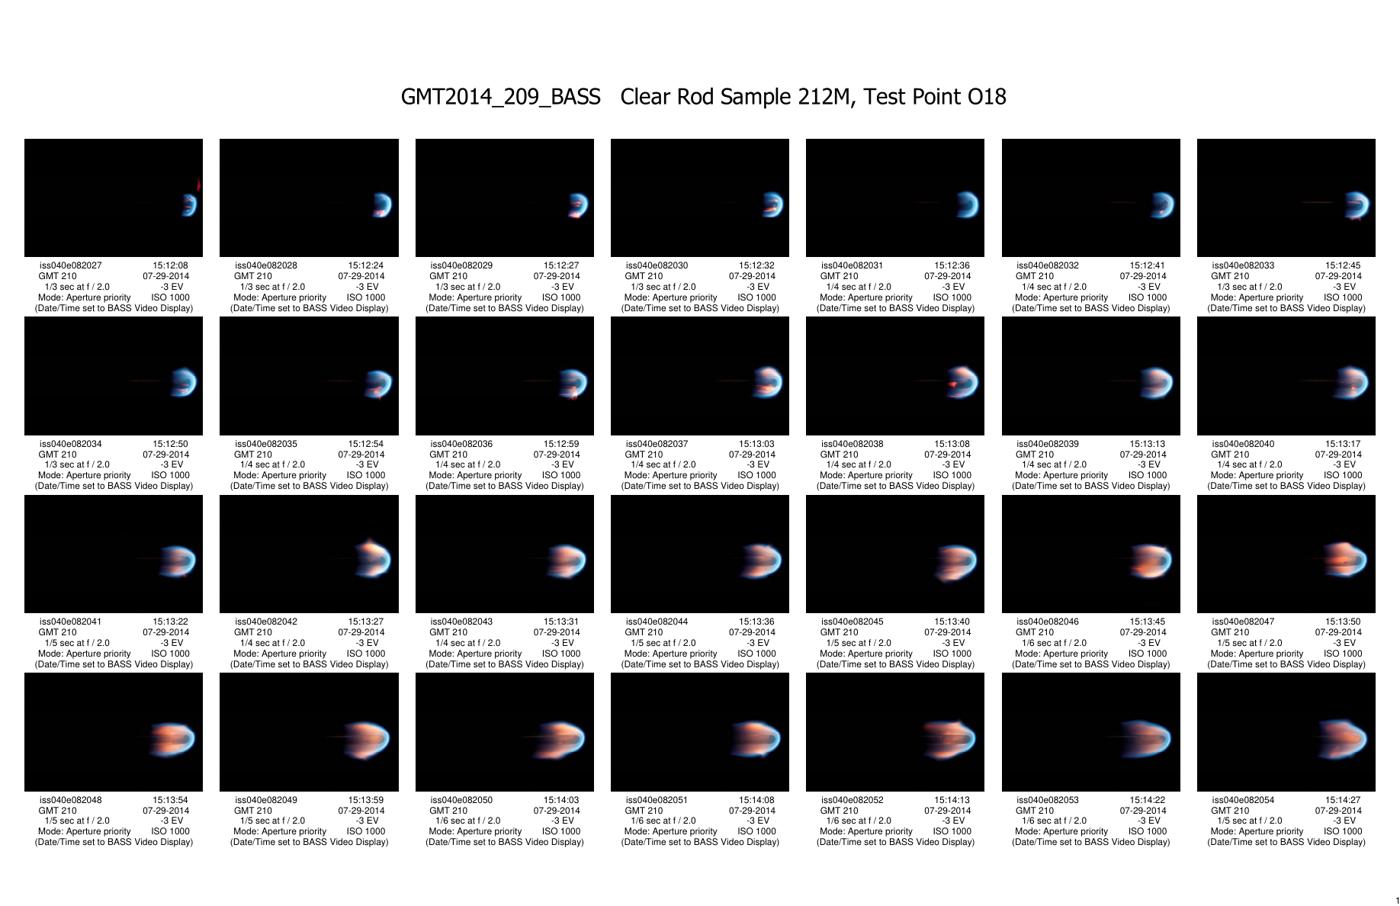 GMT2014_209_BASS   Clear Rod Sample 212M, Test Point O18
iss040e082027 15:12:08
GMT 210 07-29-2014
1/3 sec at f / 2.0 -3 EV
Mode: Aperture priority ISO 1000
(Date/Time set to BASS Video Display)
iss040e082028 15:12:24
GMT 210 07-29-2014
1/3 sec at f / 2.0 -3 EV
Mode: Aperture priority ISO 1000
(Date/Time set to BASS Video Display)
iss040e082029 15:12:27
GMT 210 07-29-2014
1/3 sec at f / 2.0 -3 EV
Mode: Aperture priority ISO 1000
(Date/Time set to BASS Video Display)
iss040e082030 15:12:32
GMT 210 07-29-2014
1/3 sec at f / 2.0 -3 EV
Mode: Aperture priority ISO 1000
(Date/Time set to BASS Video Display)
iss040e082031 15:12:36
GMT 210 07-29-2014
1/4 sec at f / 2.0 -3 EV
Mode: Aperture priority ISO 1000
(Date/Time set to BASS Video Display)
iss040e082032 15:12:41
GMT 210 07-29-2014
1/4 sec at f / 2.0 -3 EV
Mode: Aperture priority ISO 1000
(Date/Time set to BASS Video Display)
iss040e082033 15:12:45
GMT 210 07-29-2014
1/3 sec at f / 2.0 -3 EV
Mode: Aperture priority ISO 1000
(Date/Time set to BASS Video Display)
iss040e082034 15:12:50
GMT 210 07-29-2014
1/3 sec at f / 2.0 -3 EV
Mode: Aperture priority ISO 1000
(Date/Time set to BASS Video Display)
iss040e082035 15:12:54
GMT 210 07-29-2014
1/4 sec at f / 2.0 -3 EV
Mode: Aperture priority ISO 1000
(Date/Time set to BASS Video Display)
iss040e082036 15:12:59
GMT 210 07-29-2014
1/4 sec at f / 2.0 -3 EV
Mode: Aperture priority ISO 1000
(Date/Time set to BASS Video Display)
iss040e082037 15:13:03
GMT 210 07-29-2014
1/4 sec at f / 2.0 -3 EV
Mode: Aperture priority ISO 1000
(Date/Time set to BASS Video Display)
iss040e082038 15:13:08
GMT 210 07-29-2014
1/4 sec at f / 2.0 -3 EV
Mode: Aperture priority ISO 1000
(Date/Time set to BASS Video Display)
iss040e082039 15:13:13
GMT 210 07-29-2014
1/4 sec at f / 2.0 -3 EV
Mode: Aperture priority ISO 1000
(Date/Time set to BASS Video Display)
iss040e082040 15:13:17
GMT 210 07-29-2014
1/4 sec at f / 2.0 -3 EV
Mode: Aperture priority ISO 1000
(Date/Time set to BASS Video Display)
iss040e082041 15:13:22
GMT 210 07-29-2014
1/5 sec at f / 2.0 -3 EV
Mode: Aperture priority ISO 1000
(Date/Time set to BASS Video Display)
iss040e082042 15:13:27
GMT 210 07-29-2014
1/4 sec at f / 2.0 -3 EV
Mode: Aperture priority ISO 1000
(Date/Time set to BASS Video Display)
iss040e082043 15:13:31
GMT 210 07-29-2014
1/4 sec at f / 2.0 -3 EV
Mode: Aperture priority ISO 1000
(Date/Time set to BASS Video Display)
iss040e082044 15:13:36
GMT 210 07-29-2014
1/5 sec at f / 2.0 -3 EV
Mode: Aperture priority ISO 1000
(Date/Time set to BASS Video Display)
iss040e082045 15:13:40
GMT 210 07-29-2014
1/5 sec at f / 2.0 -3 EV
Mode: Aperture priority ISO 1000
(Date/Time set to BASS Video Display)
iss040e082046 15:13:45
GMT 210 07-29-2014
1/6 sec at f / 2.0 -3 EV
Mode: Aperture priority ISO 1000
(Date/Time set to BASS Video Display)
iss040e082047 15:13:50
GMT 210 07-29-2014
1/5 sec at f / 2.0 -3 EV
Mode: Aperture priority ISO 1000
(Date/Time set to BASS Video Display)
iss040e082048 15:13:54
GMT 210 07-29-2014
1/5 sec at f / 2.0 -3 EV
Mode: Aperture priority ISO 1000
(Date/Time set to BASS Video Display)
iss040e082049 15:13:59
GMT 210 07-29-2014
1/5 sec at f / 2.0 -3 EV
Mode: Aperture priority ISO 1000
(Date/Time set to BASS Video Display)
iss040e082050 15:14:03
GMT 210 07-29-2014
1/6 sec at f / 2.0 -3 EV
Mode: Aperture priority ISO 1000
(Date/Time set to BASS Video Display)
iss040e082051 15:14:08
GMT 210 07-29-2014
1/6 sec at f / 2.0 -3 EV
Mode: Aperture priority ISO 1000
(Date/Time set to BASS Video Display)
iss040e082052 15:14:13
GMT 210 07-29-2014
1/6 sec at f / 2.0 -3 EV
Mode: Aperture priority ISO 1000
(Date/Time set to BASS Video Display)
iss040e082053 15:14:22
GMT 210 07-29-2014
1/6 sec at f / 2.0 -3 EV
Mode: Aperture priority ISO 1000
(Date/Time set to BASS Video Display)
iss040e082054 15:14:27
GMT 210 07-29-2014
1/5 sec at f / 2.0 -3 EV
Mode: Aperture priority ISO 1000
(Date/Time set to BASS Video Display)